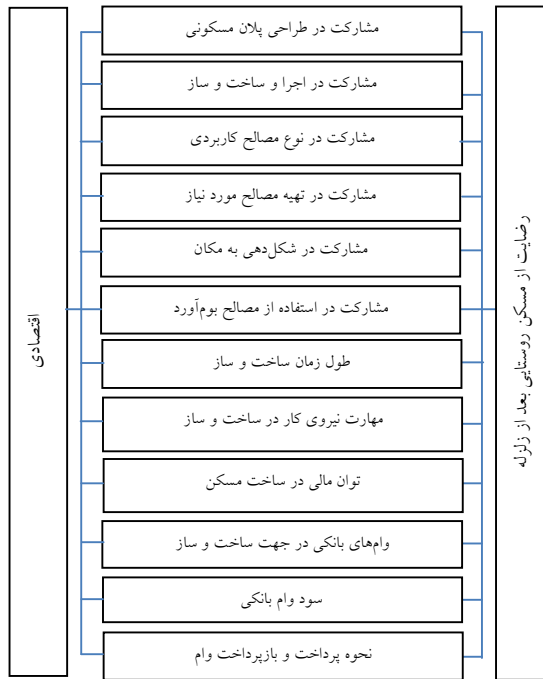 رضایت از مسکن روستایی بعد از زلزله
مشارکت در طراحی پلان مسکونی
مشارکت در اجرا و ساخت و ساز
مشارکت در نوع مصالح کاربردی
مشارکت در تهیه مصالح مورد نیاز
مشارکت در شکل‌دهی به مکان
مشارکت در استفاده از مصالح بوم‌آورد
طول زمان ساخت و ساز
مهارت نیروی کار در ساخت و ساز
توان مالی در ساخت مسکن
وام‌های بانکی در جهت ساخت و ساز
سود وام بانکی
نحوه پرداخت و بازپرداخت وام
اقتصادی